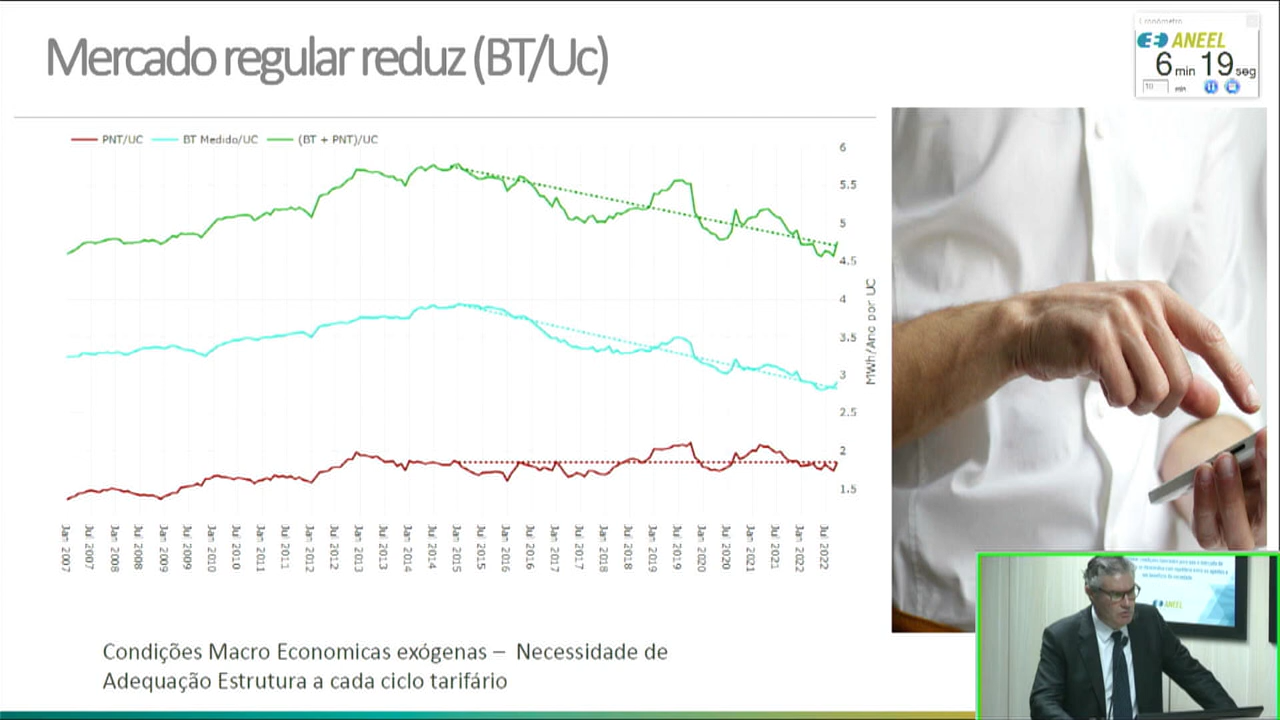 Mercado regular reduz (BT/Uc)
Cronômetro
ANEEL
6 min 19 seg
10 min
PNT/UC
BT Medido/UC
(BT + PNT)/UC
6
5.5
5
4.5
4
3.5
3
2.5
2
1.5
MWh/Ano por UC
Jan 2007
Jul 2007
Jan 2008
Jul 2008
Jan 2009
Jul 2009
Jan 2010
Jul 2010
Jan 2011
Jul 2011
Jan 2012
Jul 2012
Jan 2013
Jul 2013
Jan 2014
Jul 2014
Jan 2015
Jul 2015
Jan 2016
Jul 2016
Jan 2017
Jul 2017
Jan 2018
Jul 2018
Jan 2019
Jul 2019
Jan 2020
Jul 2020
Jan 2021
Jul 2021
Jan 2022
Jul 2022
Condições Macro Economicas exógenas – Necessidade de
Adequação Estrutura a cada ciclo tarifário
ANEEL